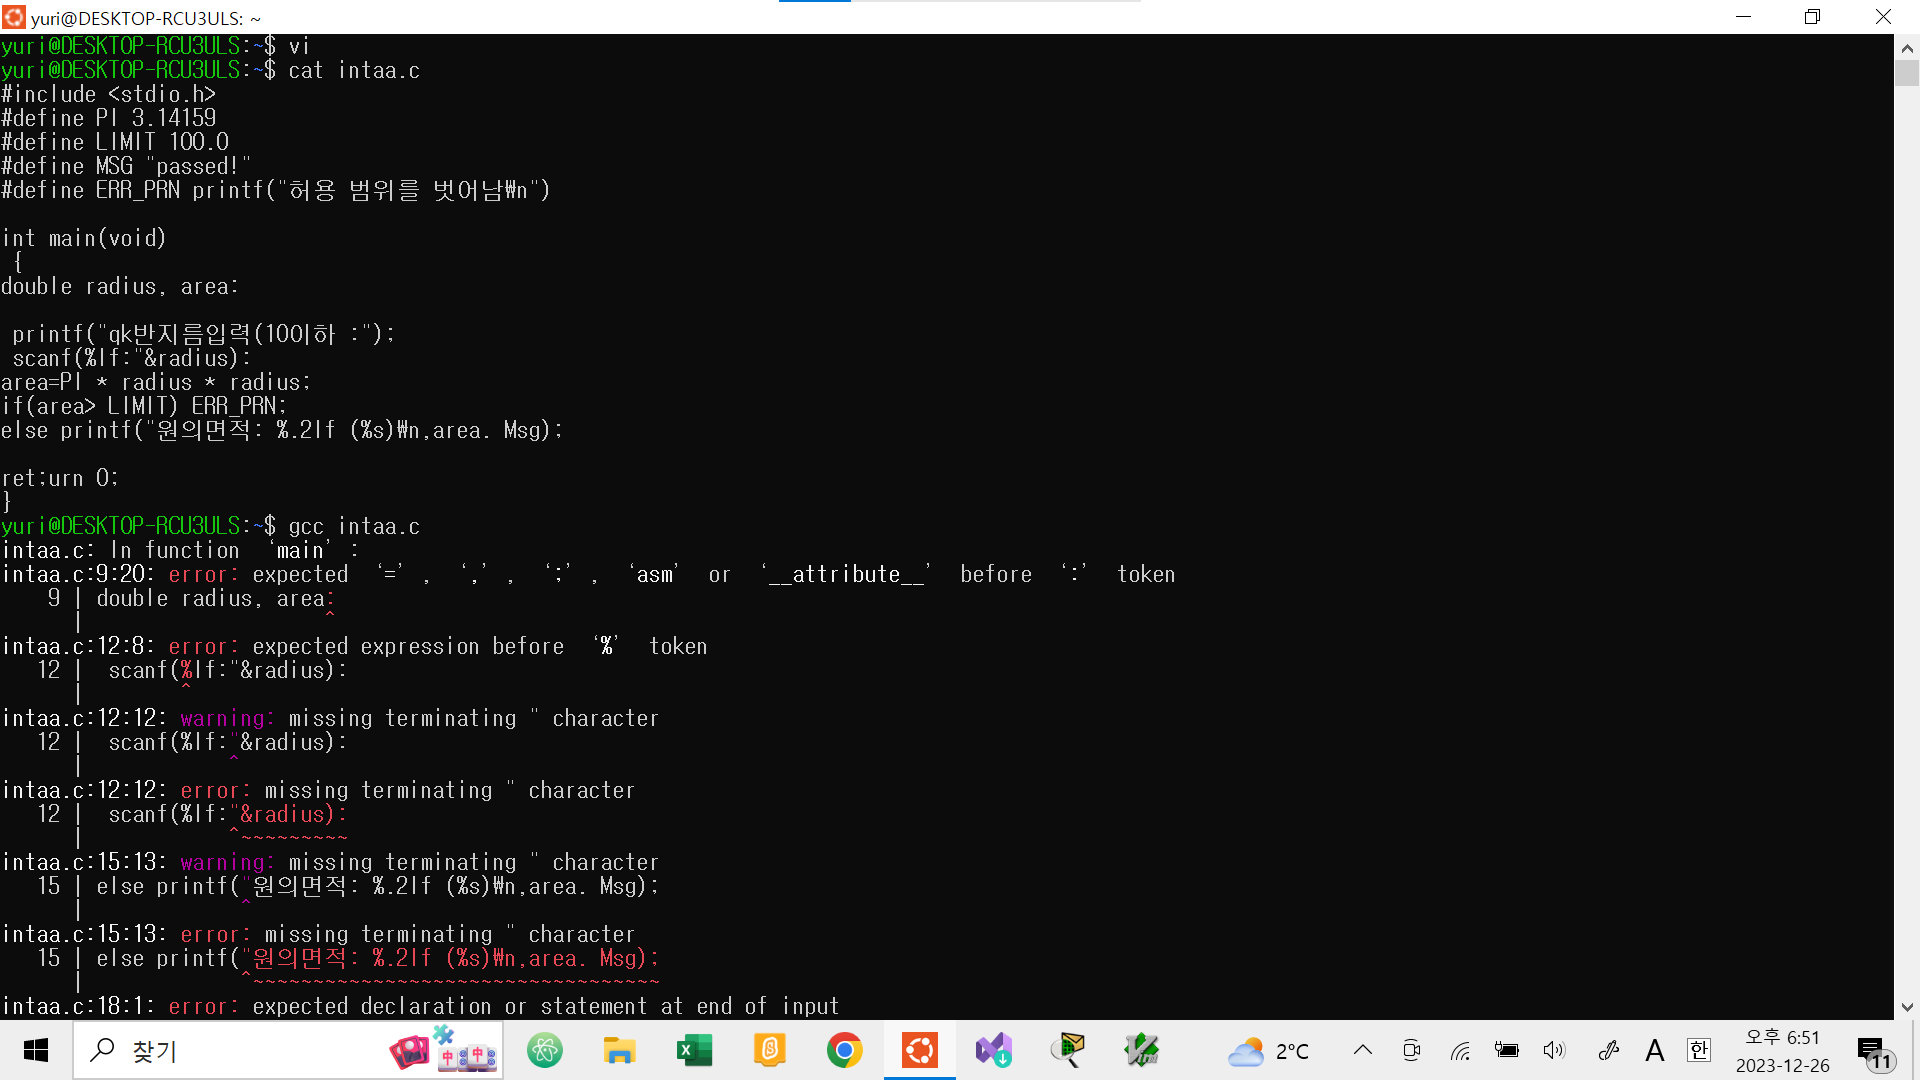 yuri@DESKTOP-RCU3ULS: ~
yuri@DESKTOP-RCU3ULS:~$ vi
yuri@DESKTOP-RCU3ULS:~$ cat intaa.c
#include <stdio.h>
#define PI 3.14159
#define LIMIT 100.0
#define MSG "passed!"
#define ERR_PRN printf("허용 범위를 벗어남₩n")
int main(void)
{
double radius, area:
printf("qk반지름입력(100|하 :");
scanf(%lf:"&radius):
area=PI * radius * radius;
if(area> LIMIT) ERR_PRN;
else printf("원의면적: %.2lf (%s)₩n,area. Msg);
ret;urn 0;
}
yuri@DESKTOP-RCU3ULS:~$ gcc intaa.c
intaa.c: In function ‘main’ :
intaa.c:9:20: error: expected ‘=’ , ‘,’ , ‘;’ , ‘asm’ or ‘__attribute__’ before ‘:’ token
9 | double radius, area:
| ^
intaa.c:12:8: error: expected expression before ‘%’ token
12 | scanf(%lf:"&radius):
| ^
intaa.c:12:12: warning: missing terminating " character
12 | scanf(%lf:"&radius):
| ^
intaa.c:12:12: error: missing terminating " character
12 | scanf(%lf:"&radius):
| ^~~~~~~~~~
intaa.c:15:13: warning: missing terminating " character
15 | else printf("원의면적: %.2lf (%s)₩n,area. Msg);
| ^
intaa.c:15:13: error: missing terminating " character
15 | else printf("원의면적: %.2lf (%s)₩n,area. Msg);
| ^~~~~~~~~~~~~~~~~~~~~~~~~~~~~~~~~~~
intaa.c:18:1: error: expected declaration or statement at end of input
찾기
2°C
A
한
오후 6:51
2023-12-26
11